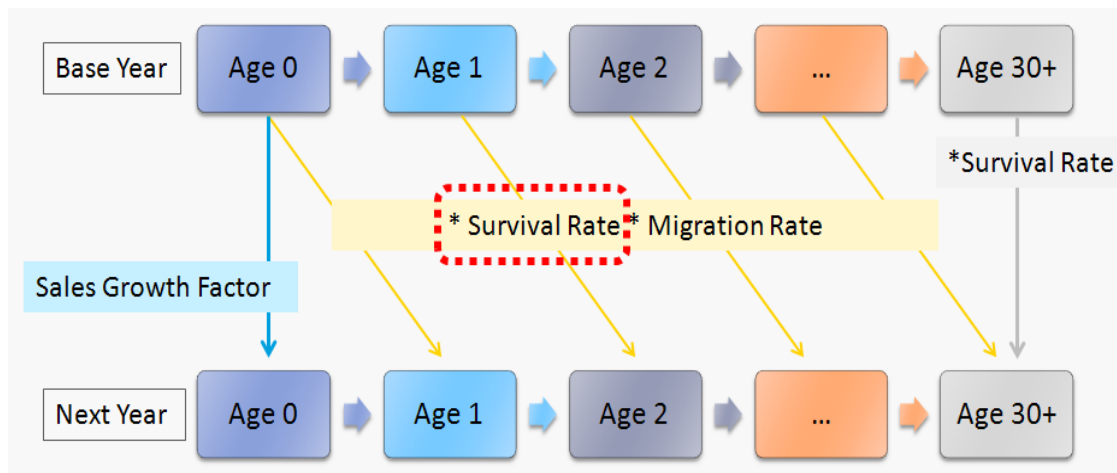 Base Year
Age 0
Age 1
Age 2
...
Age 30+
*Survival Rate
* Survival Rate * Migration Rate
Sales Growth Factor
Next Year
Age 0
Age 1
Age 2
...
Age 30+